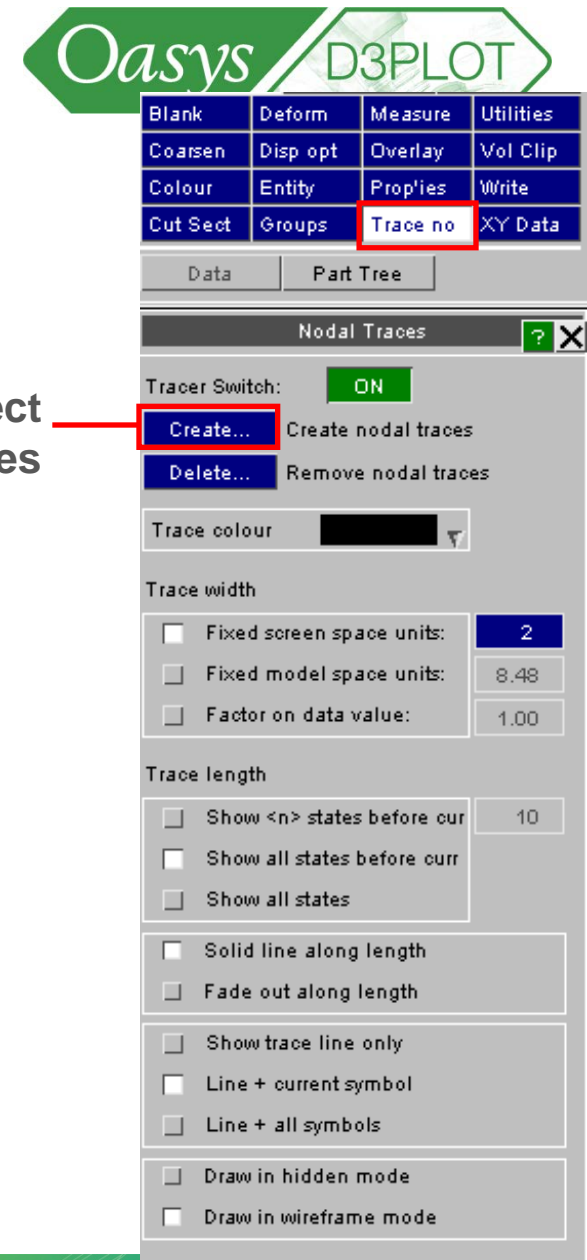 Oasys D3PLOT
Blank Deform Measure Utilities
Coarsen Disp opt Overlay Vol Clip
Colour Entity Prop'ies Write
Cut Sect Groups Trace no XY Data
Data Part Tree
Nodal Traces ? X
Tracer Switch: ON
ect
Create... Create nodal traces
es
Delete... Remove nodal traces
Trace colour
Trace width
Fixed screen space units: 2
Fixed model space units: 8.48
Factor on data value: 1.00
Trace length
Show <n> states before cur 10
Show all states before curr
Show all states
Solid line along length
Fade out along length
Show trace line only
Line + current symbol
Line + all symbols
Draw in hidden mode
Draw in wireframe mode